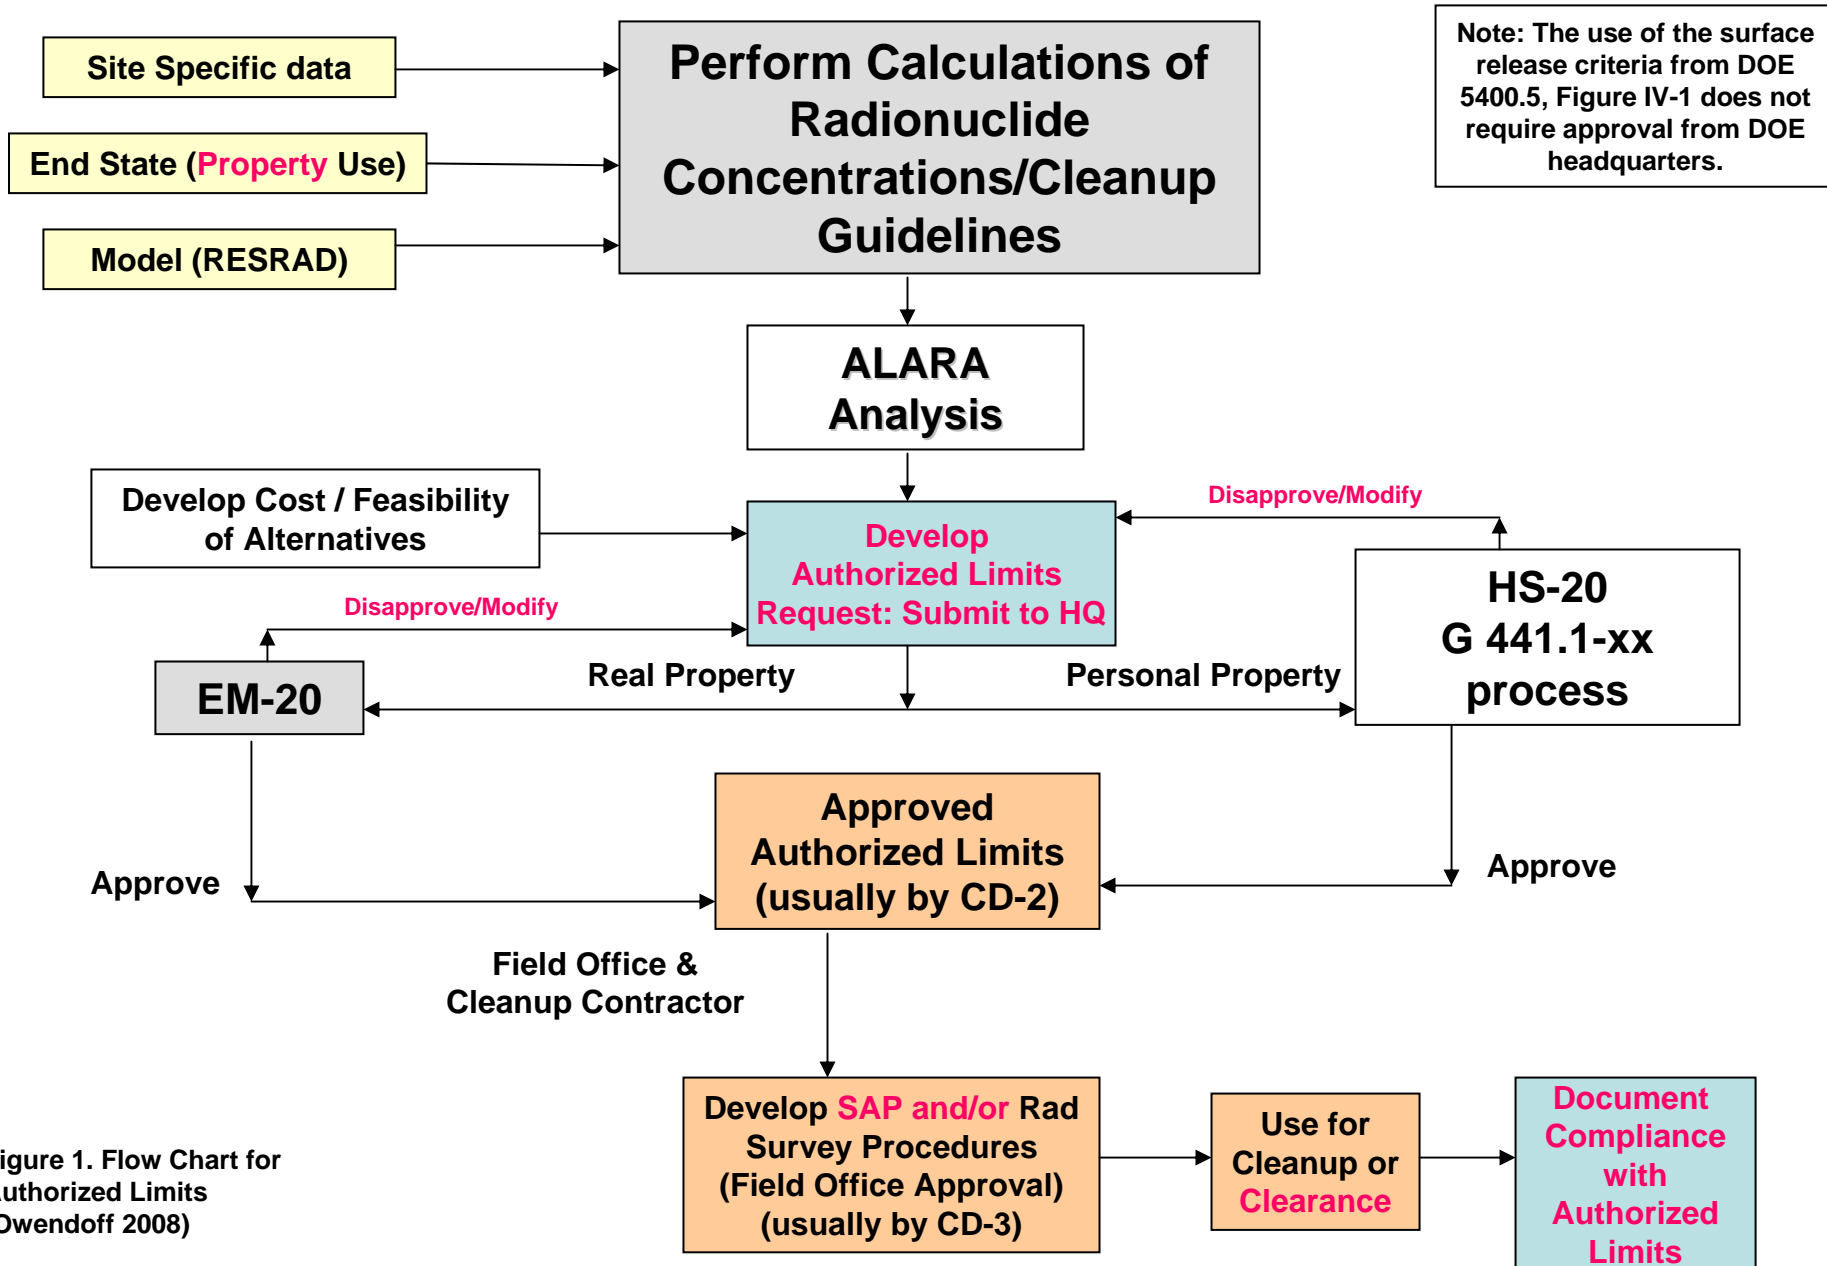 Site Specific data
End State (Property Use)
Model (RESRAD)
Perform Calculations of
Radionuclide
Concentrations/Cleanup
Guidelines
Note: The use of the surface
release criteria from DOE
5400.5, Figure IV-1 does not
require approval from DOE
headquarters.
ALARA
Analysis
Develop Cost / Feasibility
of Alternatives
Disapprove/Modify
Develop
Authorized Limits
Request: Submit to HQ
Disapprove/Modify
HS-20
G 441.1-xx
process
EM-20
Real Property
Personal Property
Approve
Approved
Authorized Limits
(usually by CD-2)
Approve
Field Office &
Cleanup Contractor
Develop SAP and/or Rad
Survey Procedures
(Field Office Approval)
(usually by CD-3)
Use for
Cleanup or
Clearance
Document
Compliance
with
Authorized
Limits
igure 1. Flow Chart for
uthorized Limits
Owendoff 2008)